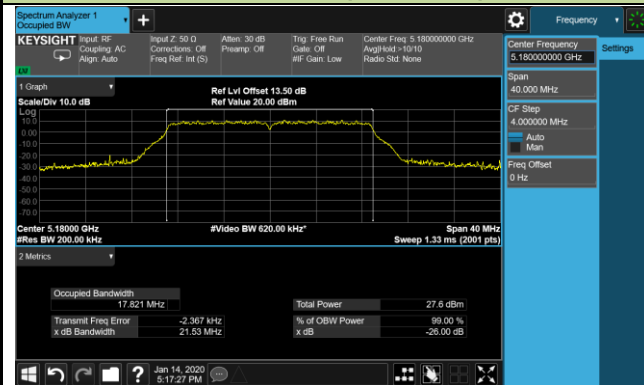 Spectrum Analyzer 1
Occupied BW
Frequency
KEYSIGHT
Input: RF
Coupling: AC
Align: Auto
Input Z: 50 Ω
Corrections: Off
Freq Ref: Int (S)
Atten: 30 dB
Preamp: Off
Trig: Free Run
Gate: Off
#IF Gain: Low
Center Freq: 5.180000000 GHz
Avg|Hold:>10/10
Radio Std: None
Center Frequency
5.180000000 GHz
Settings
Span
40.000 MHz
CF Step
4.000000 MHz
Auto
Man
Freq Offset
0 Hz
1 Graph
Scale/Div 10.0 dB
Ref Lvl Offset 13.50 dB
Ref Value 20.00 dBm
Log
10.0
0.00
-10.0
-20.0
-30.0
-40.0
-50.0
-60.0
-70.0
Center 5.18000 GHz
#Res BW 200.00 kHz
#Video BW 620.00 kHz*
Span 40 MHz
Sweep 1.33 ms (2001 pts)
2 Metrics
Occupied Bandwidth
17.821 MHz
Transmit Freq Error -2.367 kHz
x dB Bandwidth 21.53 MHz
Total Power 27.6 dBm
% of OBW Power 99.00 %
x dB -26.00 dB
Jan 14, 2020
5:17:27 PM